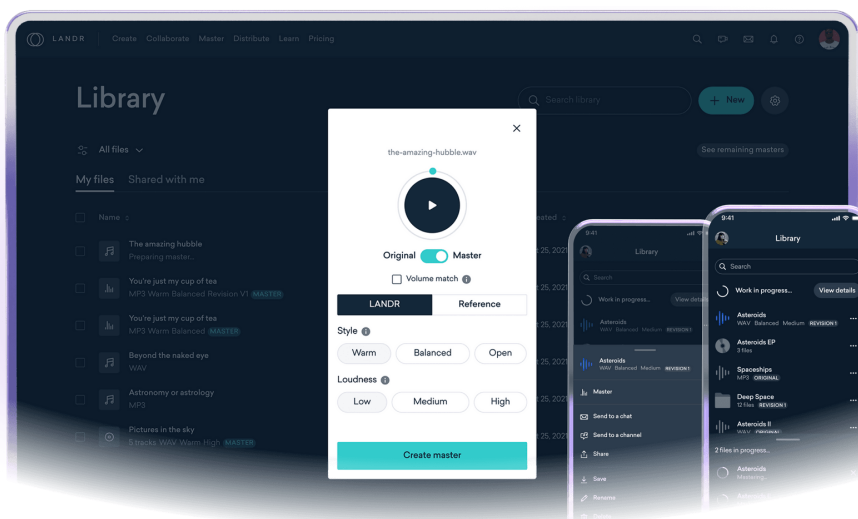 LANDR Create Collaborate Master Distribute Learn Pricing
Library
Search library
+ New
All files
See remaining masters
My files Shared with me
Name
The amazing hubble
Preparing master..
You're just my cup of tea
MP3 Warm Balanced Revision V1 MASTER
You're just my cup of tea
MP3 Warm Balanced MASTER
Beyond the naked eye
WAV
Astronomy or astrology
MP3
Pictures in the sky
5 tracks WAV Warm High MASTER
the-amazing-hubble.wav
Original Master
Volume match
LANDR Reference
Style
Warm Balanced Open
Loudness
Low Medium High
Create master
9:41
Library
Search
Work in progress... View details
Asteroids
WAV Balanced Medium REVISION 1
Asteroids
WAV Balanced Medium REVISION 1
Master
Send to a chat
Send to a channel
Share
Save
Rename
9:41
Library
Search
Work in progress... View details
Asteroids
WAV Balanced Medium REVISION 1
Asteroids EP
3 files
Spaceships
MP3 ORIGINAL
Deep Space
12 files REVISION 1
Asteroids II
WAV ORIGINAL
2 files in progress..
Asteroids
Mastering..